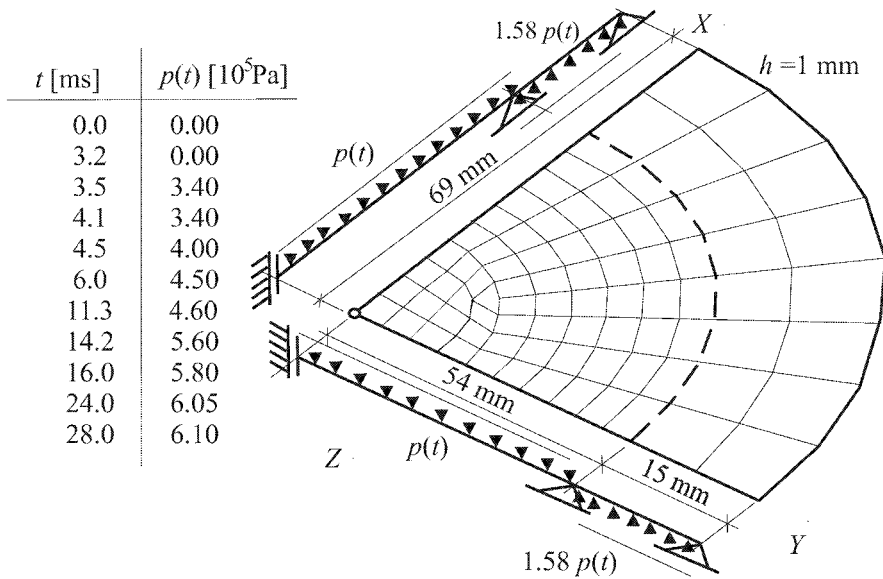 1.58 p(t)
X
h =1 mm
t [ms] p(t) [10⁵Pa]
0.0 0.00
3.2 0.00
3.5 3.40
4.1 3.40
4.5 4.00
6.0 4.50
11.3 4.60
14.2 5.60
16.0 5.80
24.0 6.05
28.0 6.10
p(t)
69 mm
54 mm
Z
p(t)
15 mm
Y
1.58 p(t)